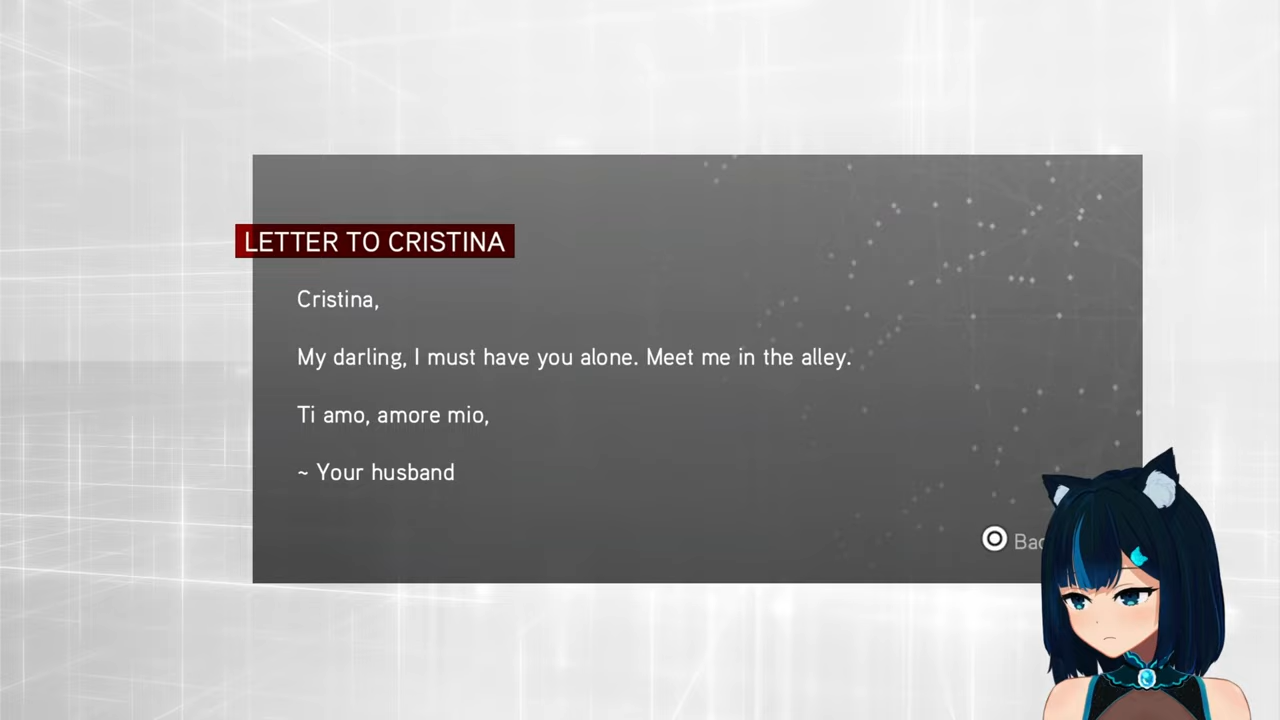 LETTER TO CRISTINA
Cristina,
My darling, I must have you alone. Meet me in the alley.
Ti amo, amore mio,
~ Your husband